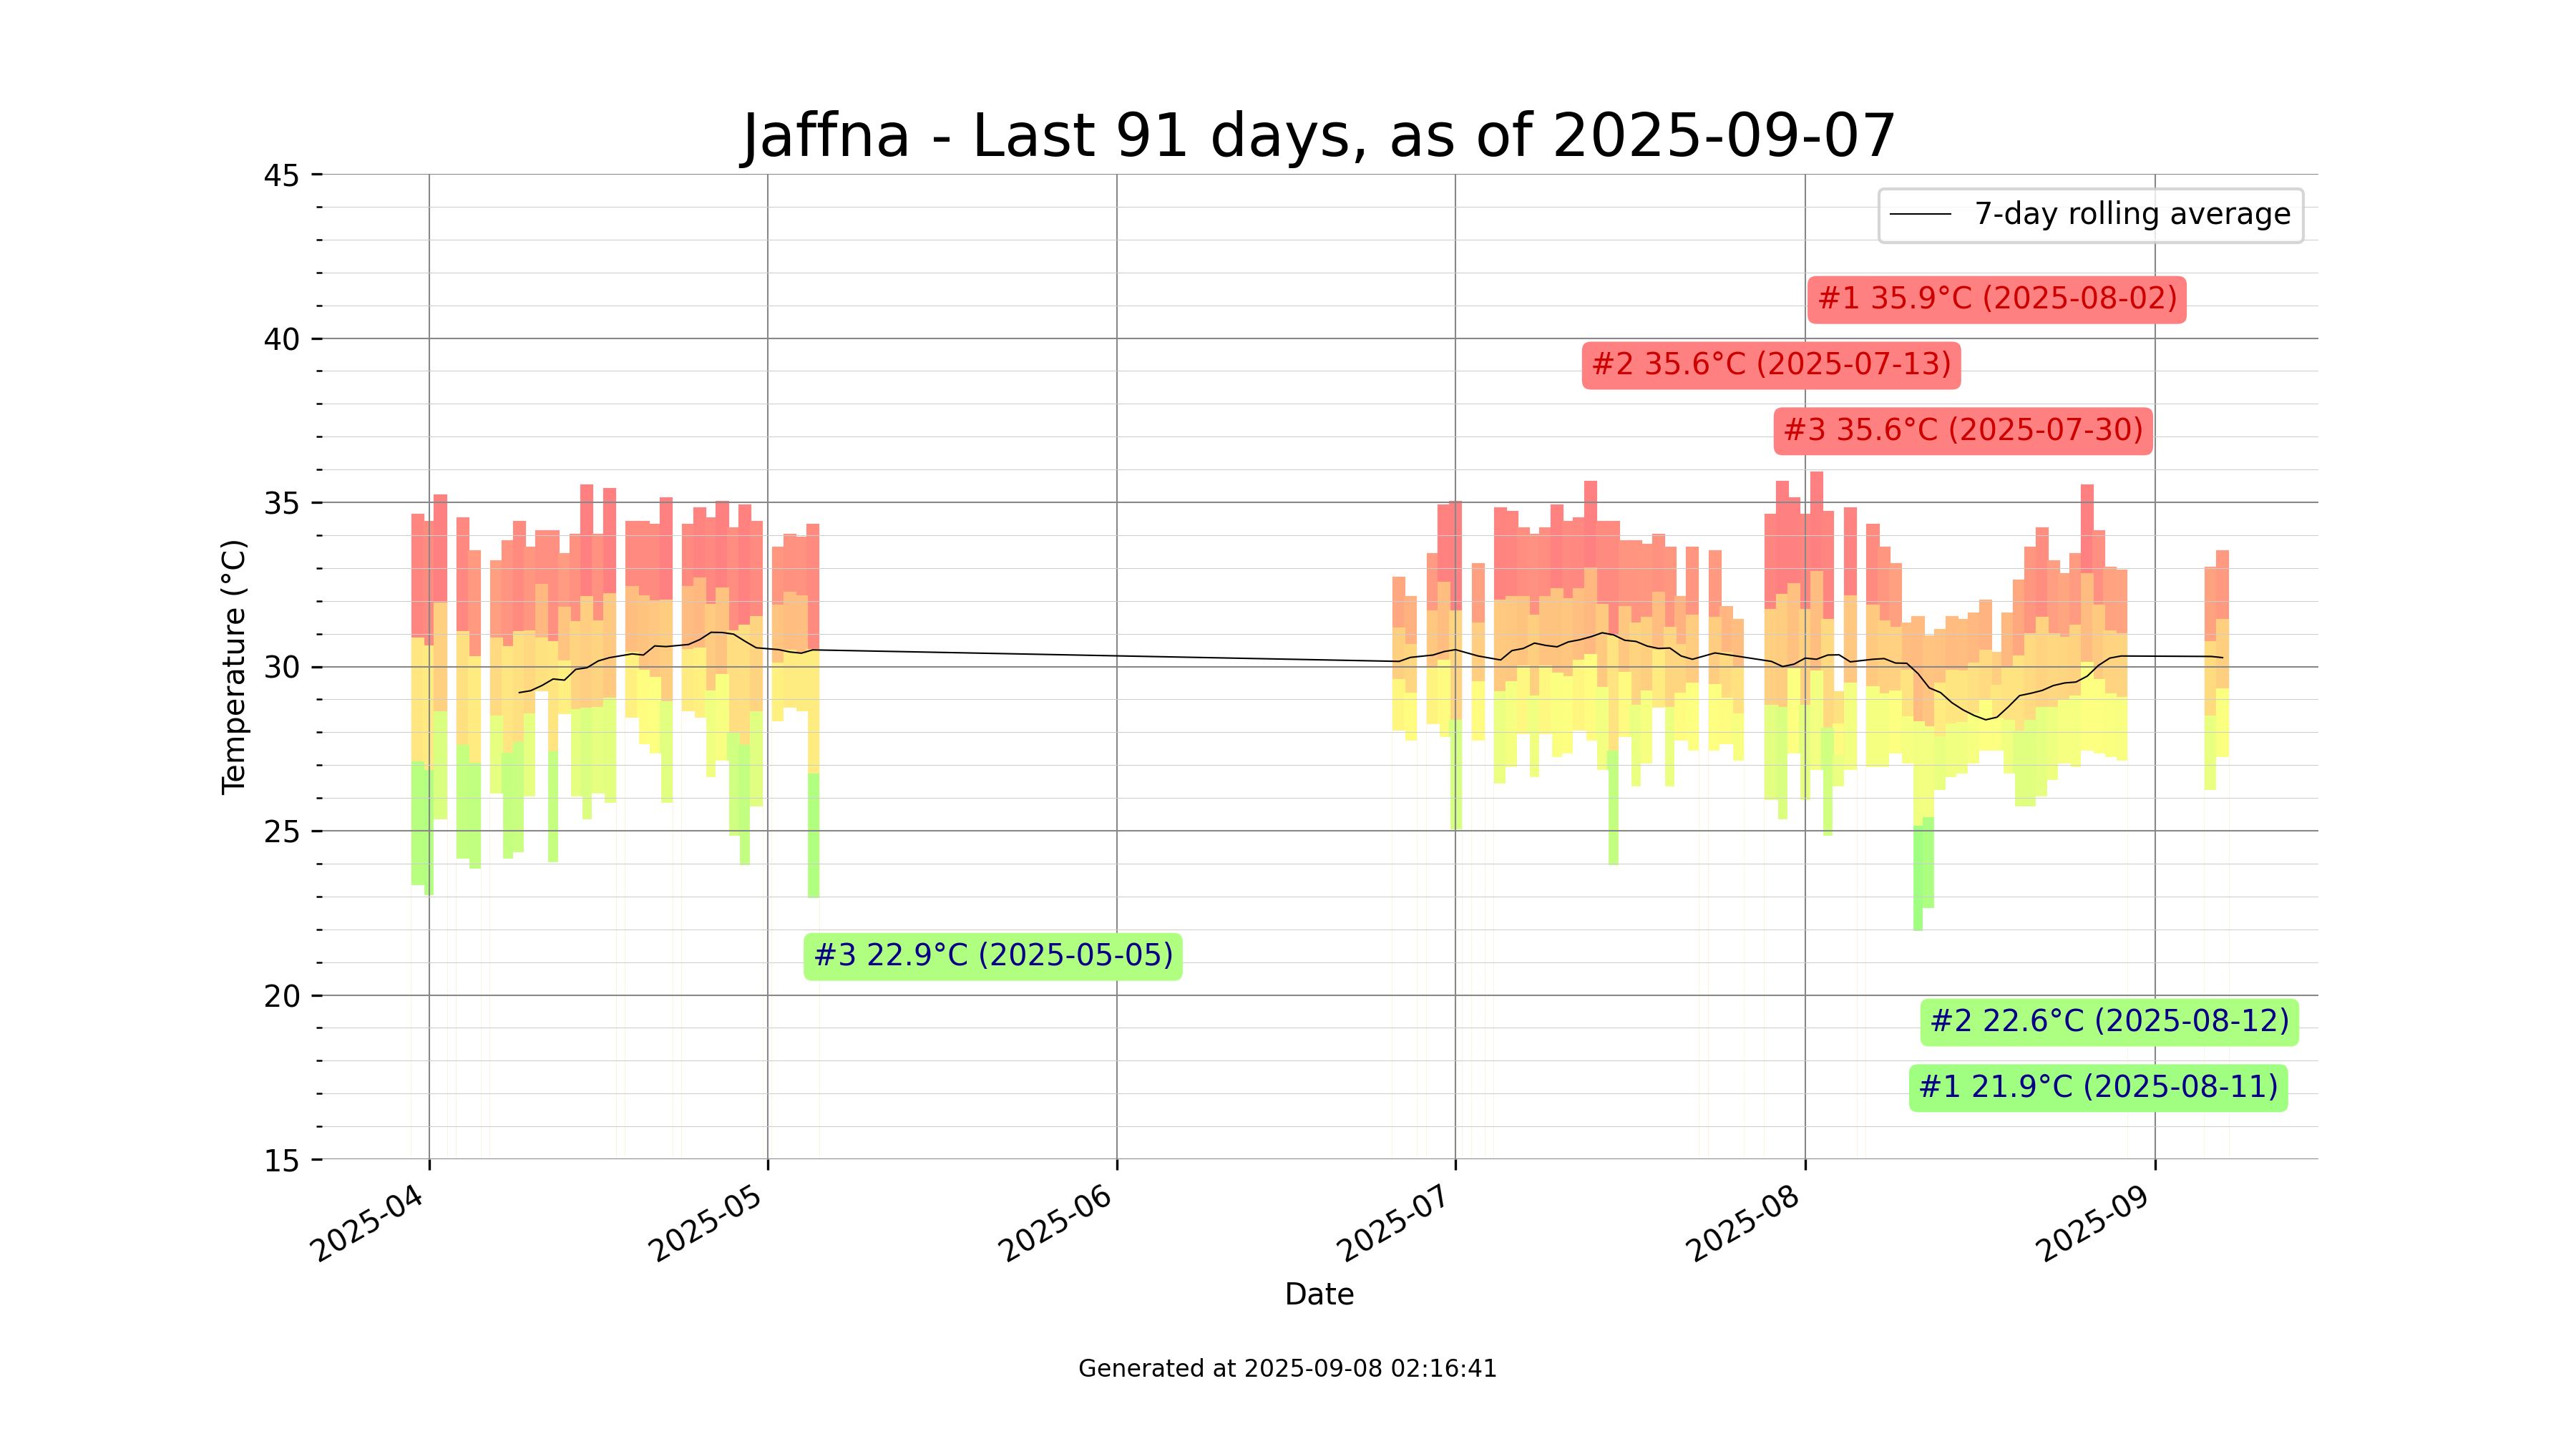 Jaffna - Last 91 days, as of 2025-09-07
7-day rolling average
#1 35.9°C (2025-08-02)
#2 35.6°C (2025-07-13)
#3 35.6°C (2025-07-30)
#3 22.9°C (2025-05-05)
#2 22.6°C (2025-08-12)
#1 21.9°C (2025-08-11)
Temperature (°C)
45
40
35
30
25
20
15
2025-04
2025-05
2025-06
2025-07
2025-08
2025-09
Date
Generated at 2025-09-08 02:16:41